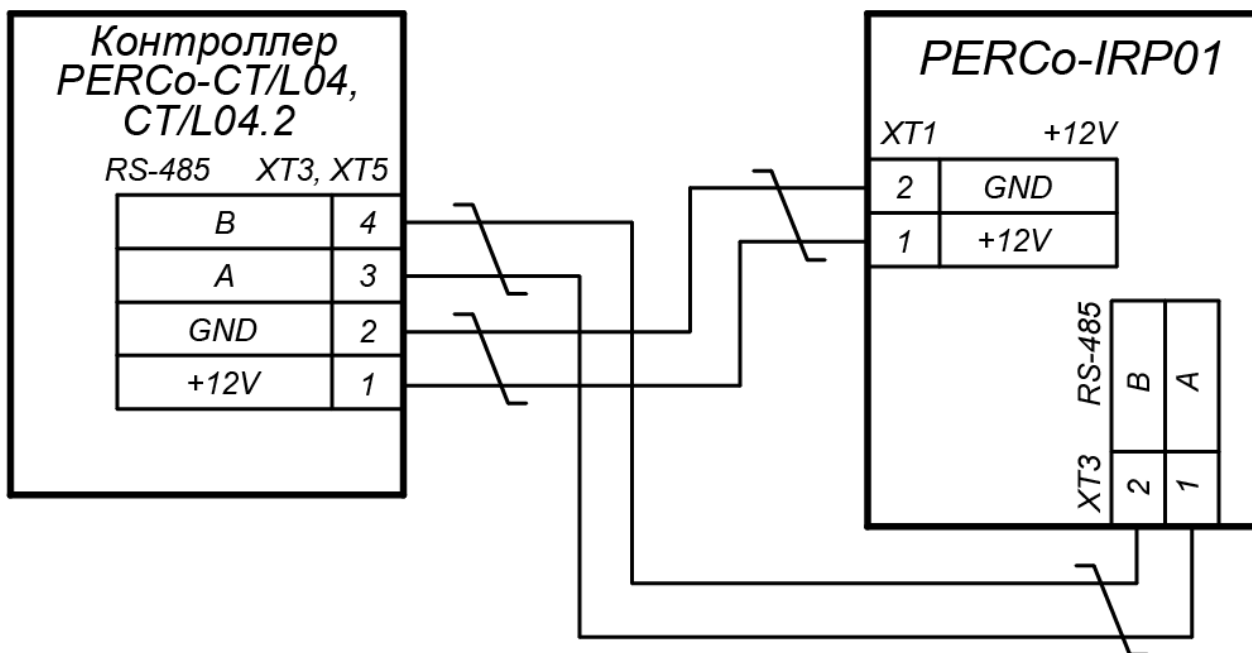 Контроллер
PERCo-CT/L04,
CT/L04.2
RS-485 XT3, XT5
B 4
A 3
GND 2
+12V 1
PERCo-IRP01
XT1 +12V
2 GND
1 +12V
RS-485 B A
XT3 2 1